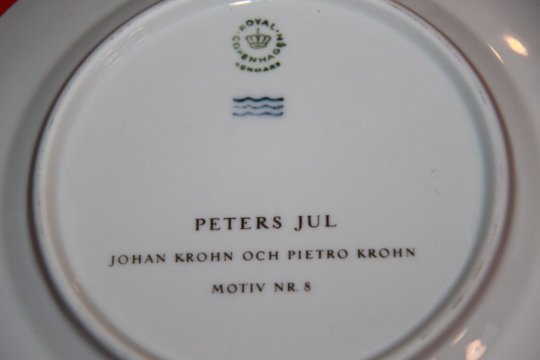 ROYAL
COPENHAGEN
DENMARK
PETERS JUL
JOHAN KROHN OCH PIETRO KROHN
MOTIV NR. 8